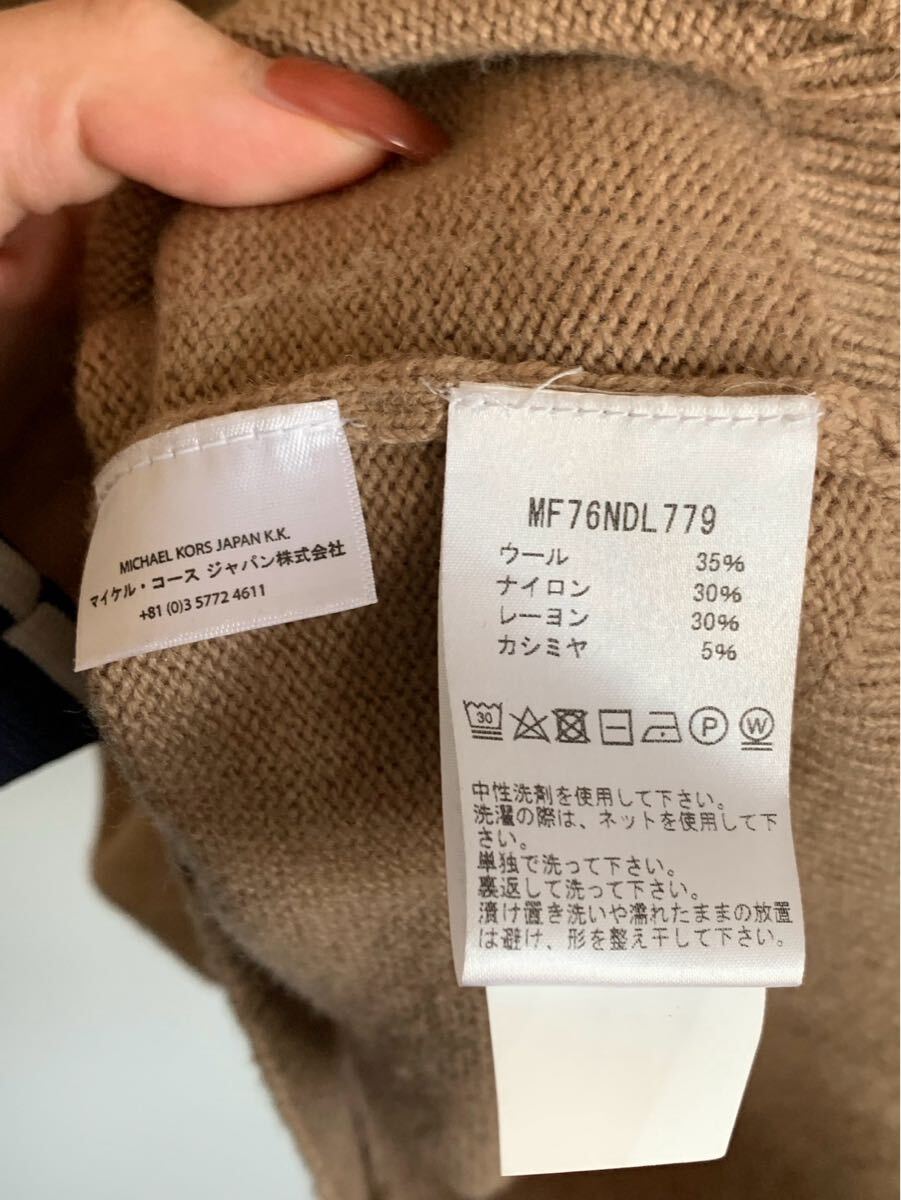 MICHAEL KORS JAPAN K.K.
マイケル・コース ジャパン株式会社
+81 (0)3 5772 4611
MF76NDL779
ウール 35%
ナイロン 30%
レーヨン 30%
カシミヤ 5%
30 P W
中性洗剤を使用して下さい。
洗濯の際は、ネットを使用して下
さい。
単独で洗って下さい。
裏返して洗って下さい。
漬け置き洗いや濡れたままの放置
は避け、形を整え干して下さい。